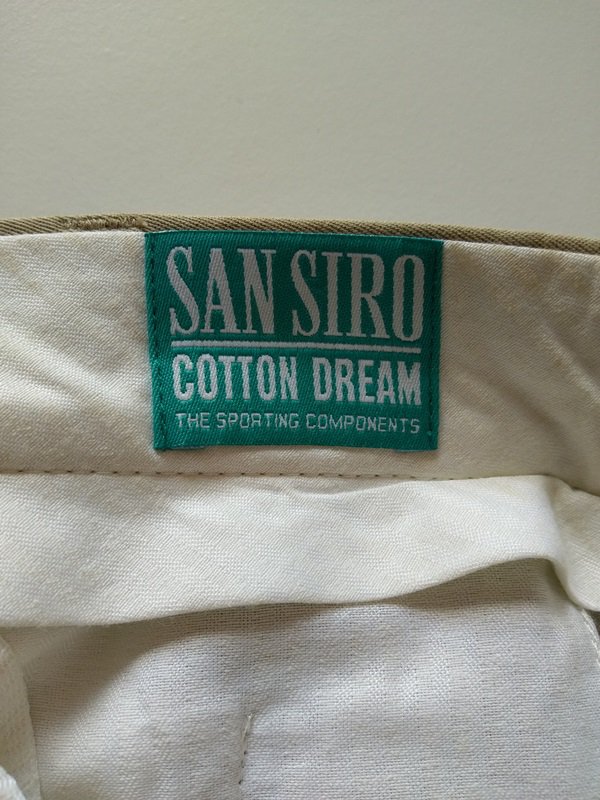 SAN SIRO
COTTON DREAM
THE SPORTING COMPONENTS